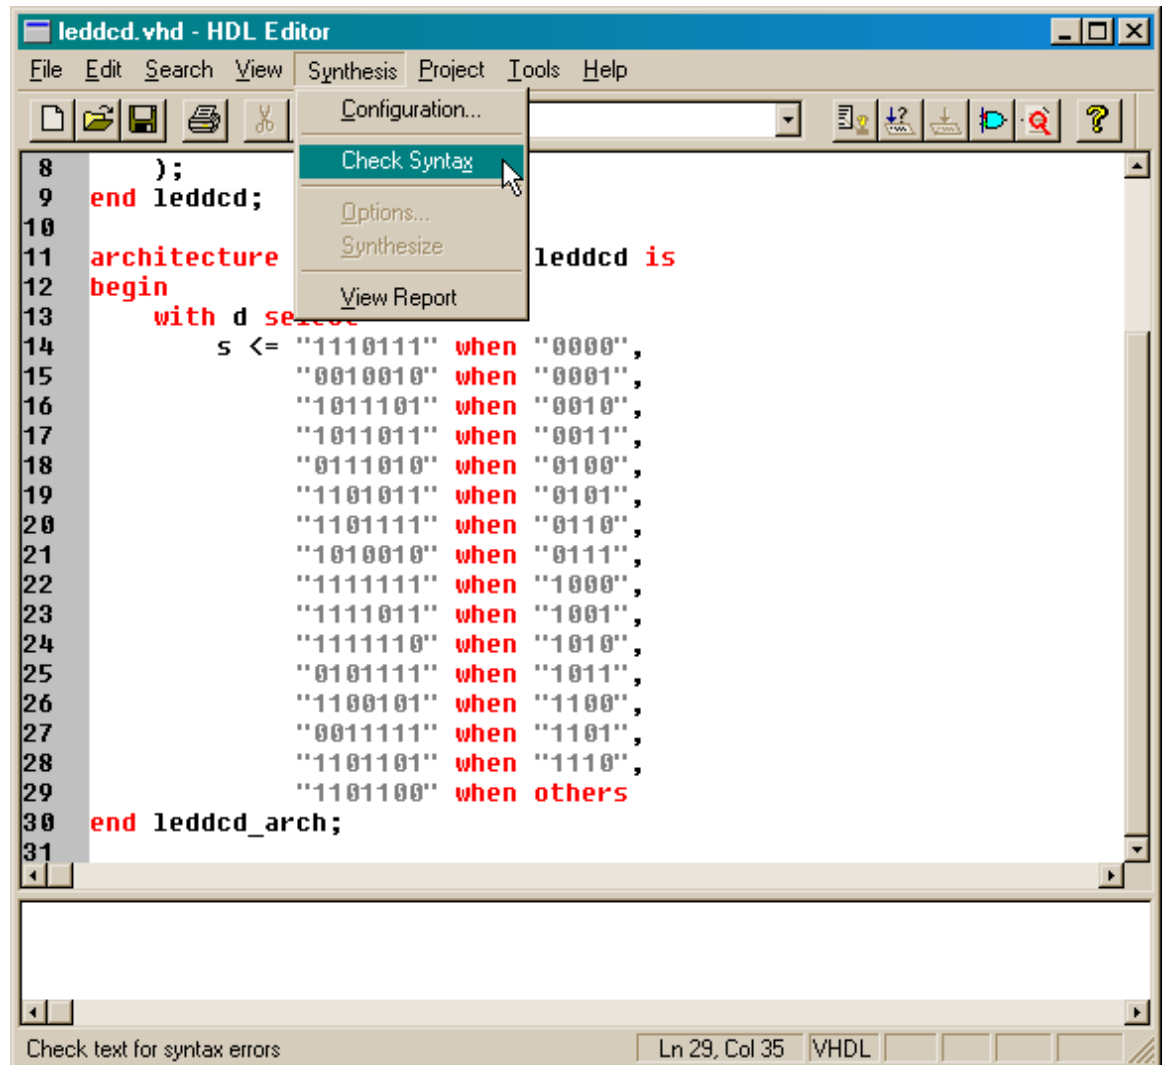 leddcd.vhd - HDL Editor
File Edit Search View Synthesis Project Tools Help
Configuration...
Check Syntax
Options...
Synthesize
View Report
8 );
9 end leddcd;
10
11 architecture leddcd is
12 begin
13 with d
14 s <= "1110111" when "0000",
15 "0010010" when "0001",
16 "1011101" when "0010",
17 "1011011" when "0011",
18 "0111010" when "0100",
19 "1101011" when "0101",
20 "1101111" when "0110",
21 "1010010" when "0111",
22 "1111111" when "1000",
23 "1111011" when "1001",
24 "1111110" when "1010",
25 "0101111" when "1011",
26 "1100101" when "1100",
27 "0011111" when "1101",
28 "1101101" when "1110",
29 "1101100" when others
30 end leddcd_arch;
31
Check text for syntax errors Ln 29, Col 35 VHDL